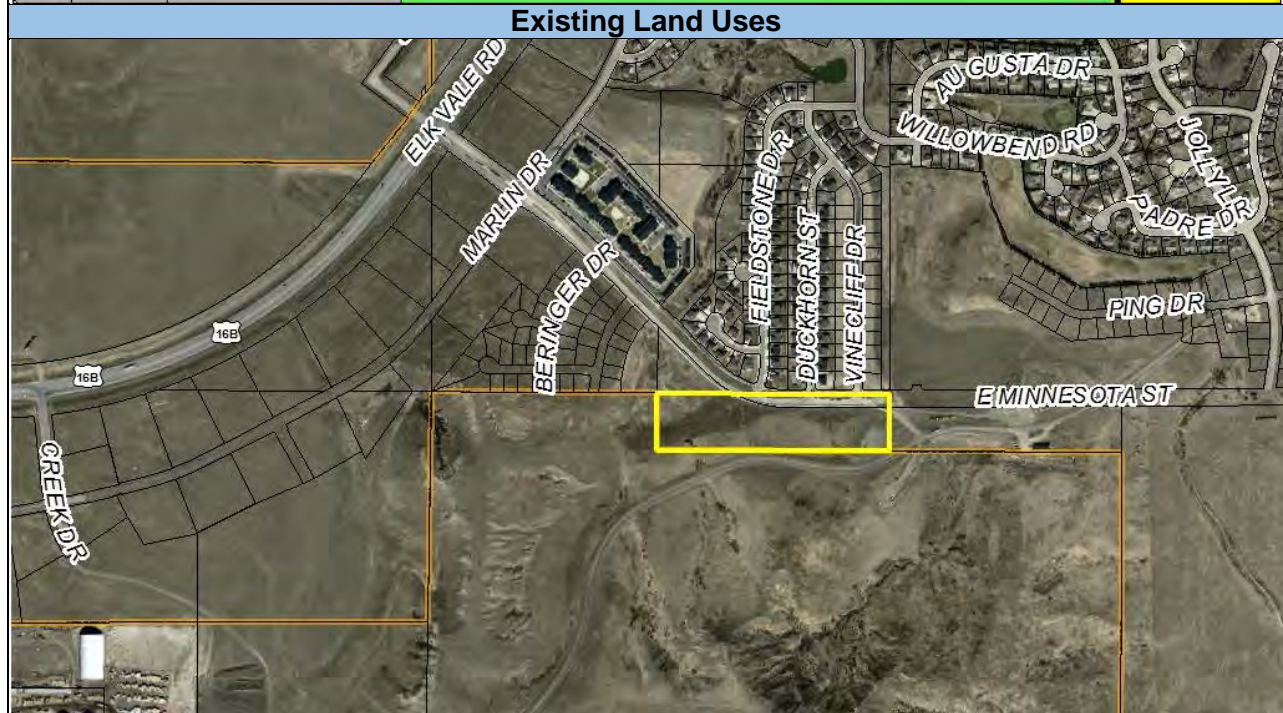 Existing Land Uses
ELK VALE RD
AUGUSTA DR
WILLOWBEND RD
JOLLY L
PADRE DR
MARLIN DR
FIELDSTONE DR
DUCKHORN ST
VINECLIFF DR
PING DR
BERINGER DR
16B
16B
E MINNESOTA ST
CREEK DR